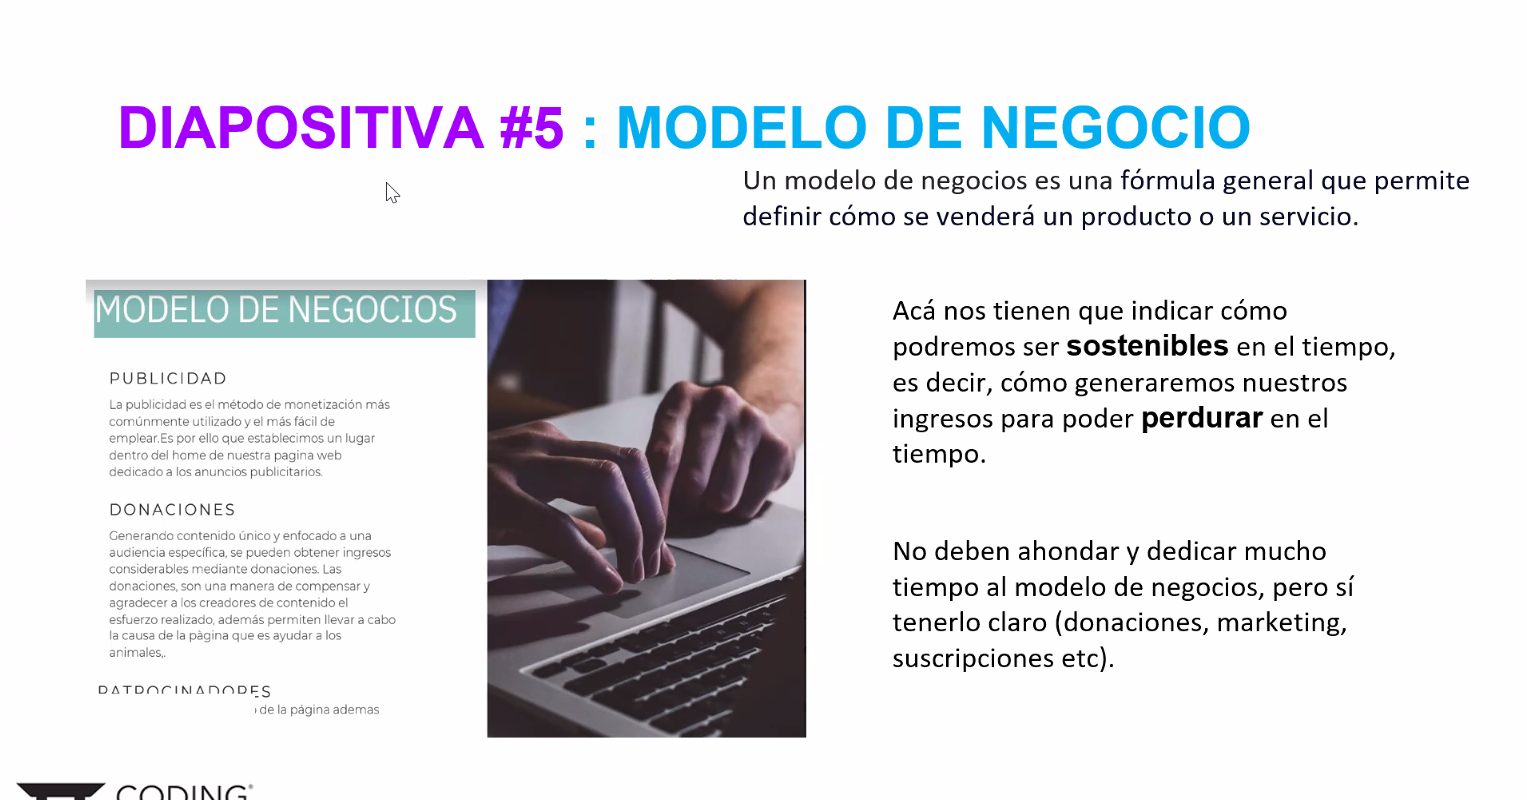 DIAPOSITIVA #5 : MODELO DE NEGOCIO
Un modelo de negocios es una fórmula general que permite
definir cómo se venderá un producto o un servicio.
MODELO DE NEGOCIOS
PUBLICIDAD
La publicidad es el método de monetización más
comúnmente utilizado y el más fácil de
emplear.Es por ello que establecimos un lugar
dentro del home de nuestra pagina web
dedicado a los anuncios publicitarios.
DONACIONES
Generando contenido único y enfocado a una
audiencia específica, se pueden obtener ingresos
considerables mediante donaciones. Las
donaciones, son una manera de compensar y
agradecer a los creadores de contenido el
esfuerzo realizado, además permiten llevar a cabo
la causa de la pàgina que es ayudar a los
animales,.
PATROCINADORES
de la página ademas
Acá nos tienen que indicar cómo
podremos ser sostenibles en el tiempo,
es decir, cómo generaremos nuestros
ingresos para poder perdurar en el
tiempo.
No deben ahondar y dedicar mucho
tiempo al modelo de negocios, pero sí
tenerlo claro (donaciones, marketing,
suscripciones etc).
CODING